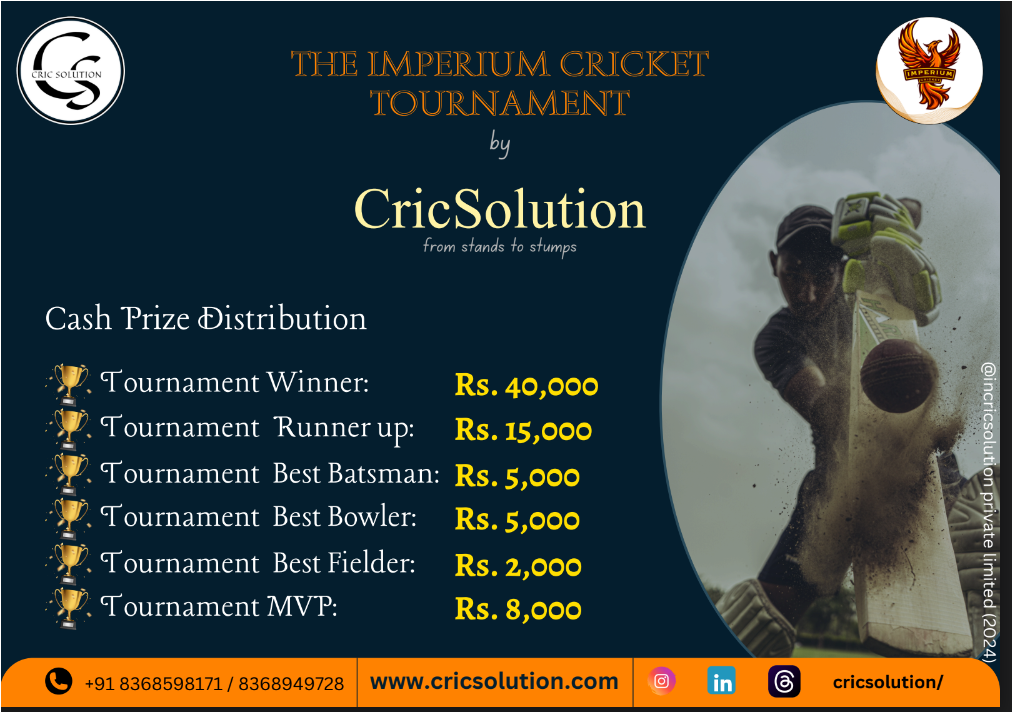 CRIC SOLUTION
THE IMPERIUM CRICKET
TOURNAMENT
IMPERIUM
by
CricSolution
from stands to stumps
Cash Prize Distribution
Tournament Winner: Rs. 40,000
Tournament Runner up: Rs. 15,000
Tournament Best Batsman: Rs. 5,000
Tournament Best Bowler: Rs. 5,000
Tournament Best Fielder: Rs. 2,000
Tournament MVP: Rs. 8,000
@incricsolution private limited (2024)
+91 8368598171 / 8368949728
www.cricsolution.com
in
cricsolution/